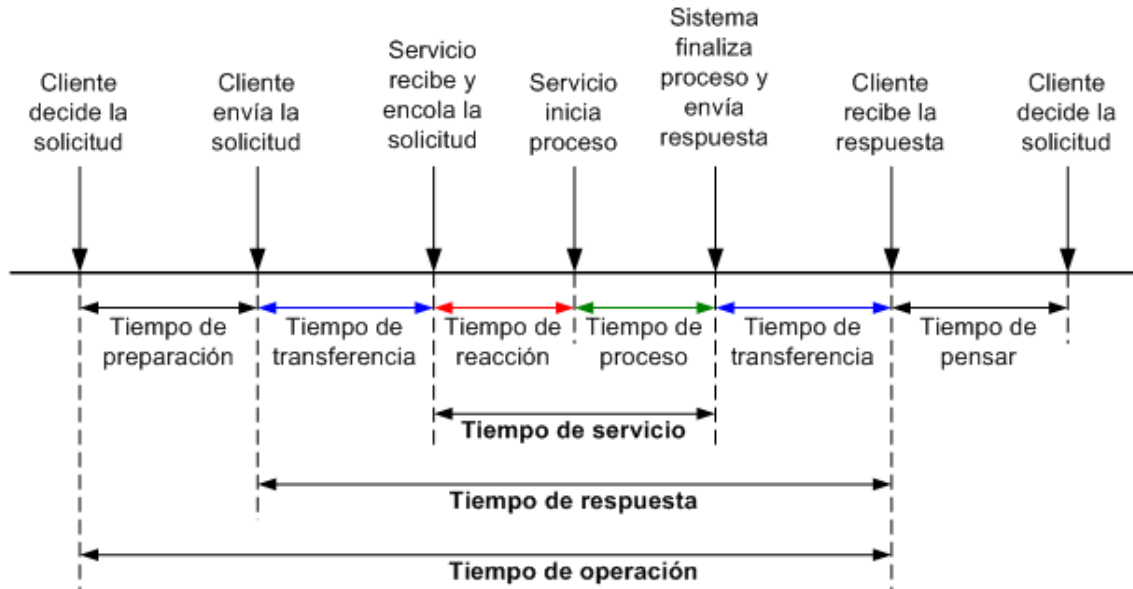 Cliente
decide la
solicitud
Cliente
envía la
solicitud
Servicio
recibe y
encola la
solicitud
Servicio
inicia
proceso
Sistema
finaliza
proceso y
envía
respuesta
Cliente
recibe la
respuesta
Cliente
decide la
solicitud
Tiempo de
preparación
Tiempo de
transferencia
Tiempo de
reacción
Tiempo de
proceso
Tiempo de
transferencia
Tiempo de
pensar
Tiempo de servicio
Tiempo de respuesta
Tiempo de operación